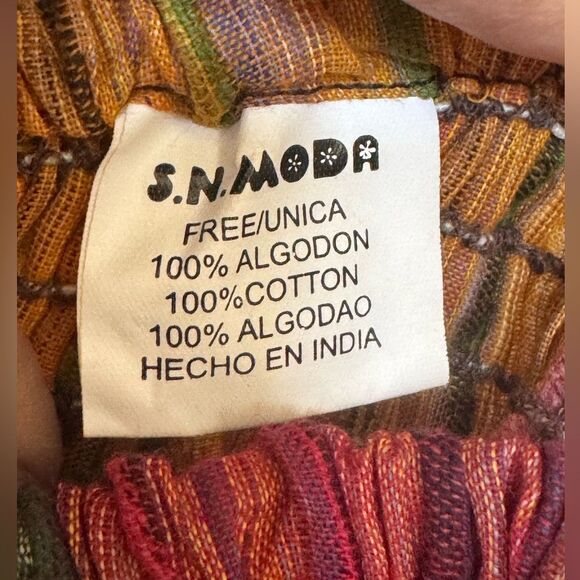 S.N.MODA
FREE/UNICA
100% ALGODON
100%COTTON
100% ALGODAO
HECHO EN INDIA